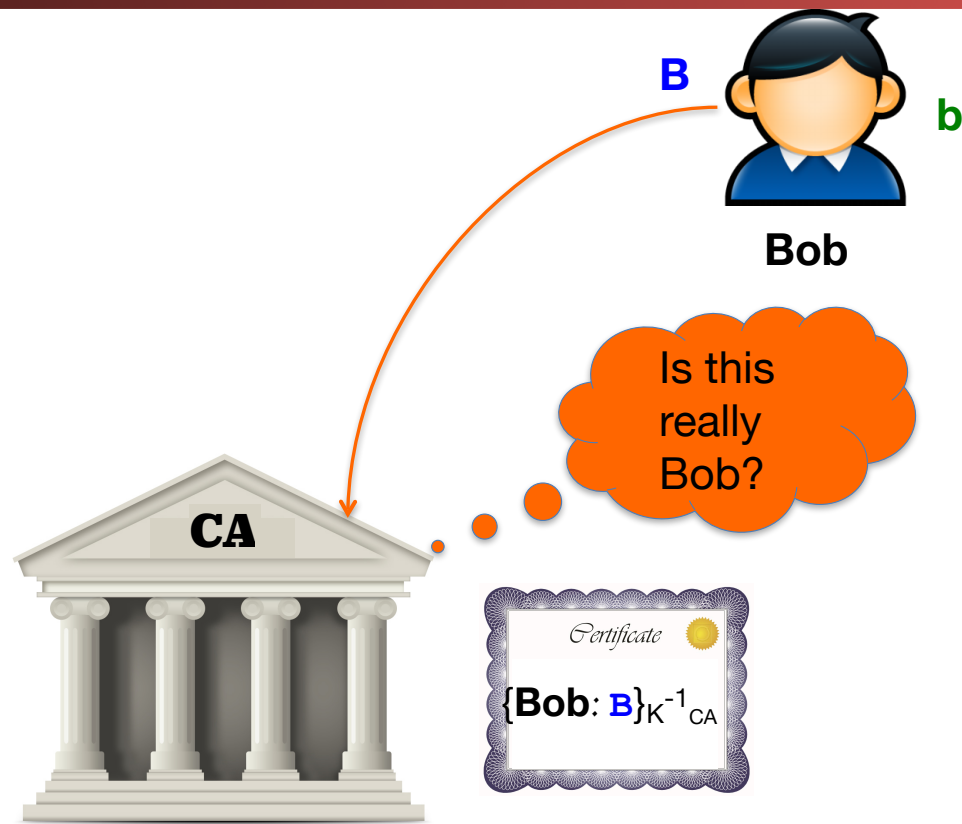 B
b
Bob
Is this
really
Bob?
CA
Certificate
{Bob: B}K⁻¹CA